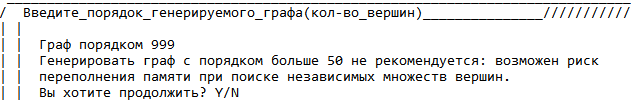 / Введите_порядок_генерируемого_графа(кол-во_вершин)_______________///////////
| | Граф порядком 999
| | Генерировать граф с порядком больше 50 не рекомендуется: возможен риск
| | переполнения памяти при поиске независимых множеств вершин.
| | Вы хотите продолжить? Y/N